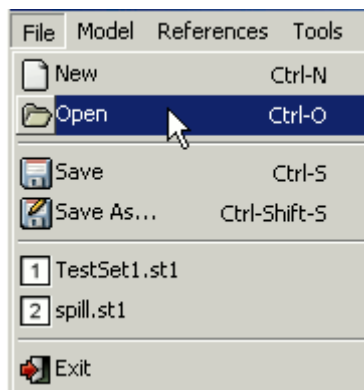 File Model References Tools
New Ctrl-N
Open Ctrl-O
Save Ctrl-S
Save As... Ctrl-Shift-S
1 TestSet1.st1
2 spill.st1
Exit